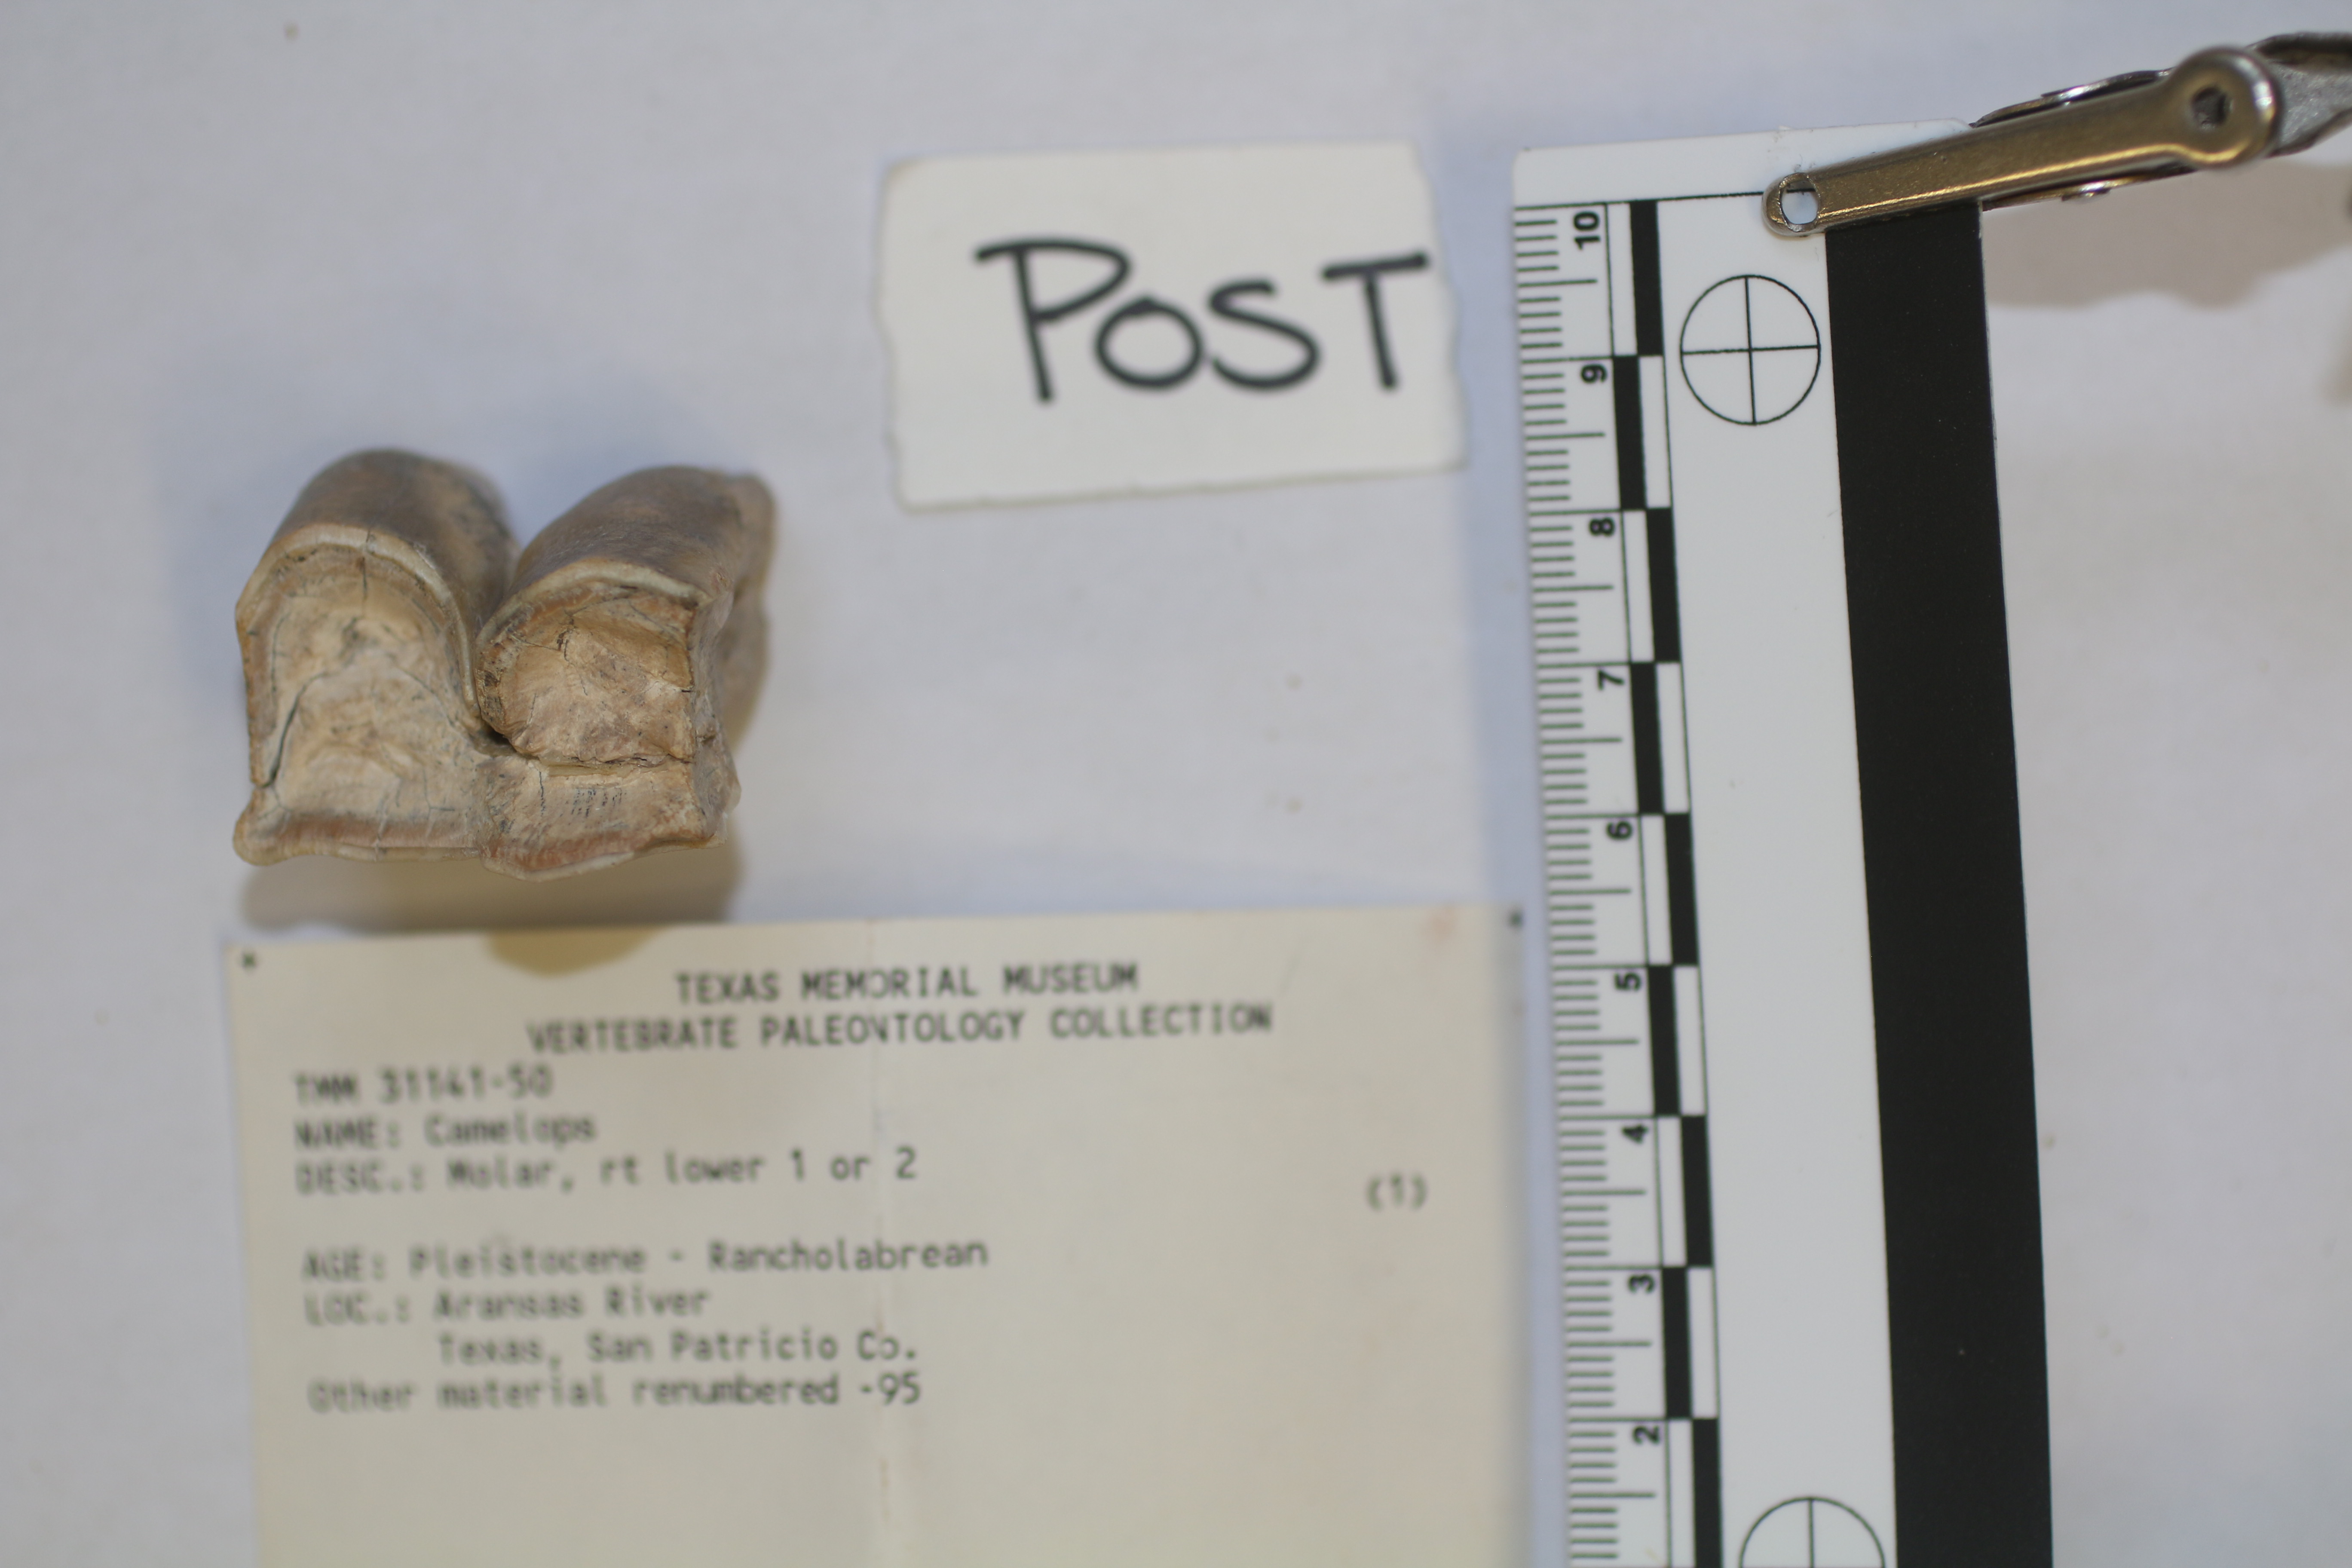 POST
TEXAS MEMORIAL MUSEUM
VERTEBRATE PALEONTOLOGY COLLECTION
TMM 31141-50
NAME: Camelops
DESC.: Molar, rt lower 1 or 2
(1)
AGE: Pleistocene - Rancholabrean
LOC.: Aransas River
Texas, San Patricio Co.
Other material renumbered -95
10
9
8
7
6
5
4
3
2